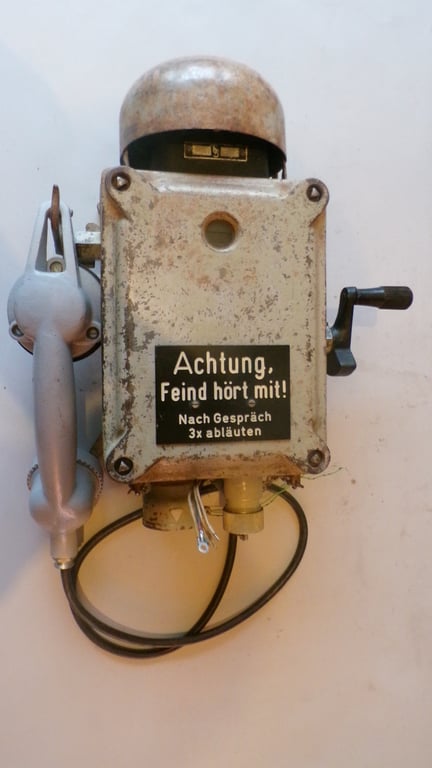 Achtung,
Feind hört mit!
Nach Gespräch
3x abläuten